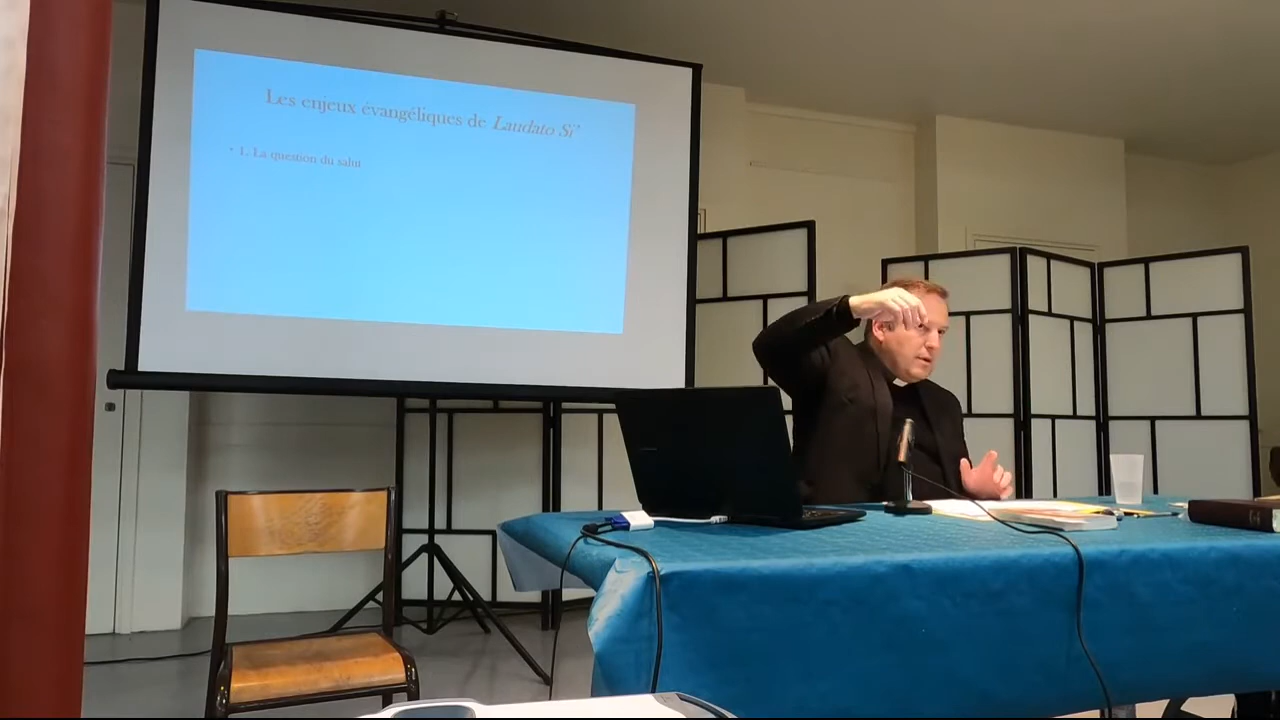 Les enjeux évangéliques de Laudato Si'
• 1. La question du salut